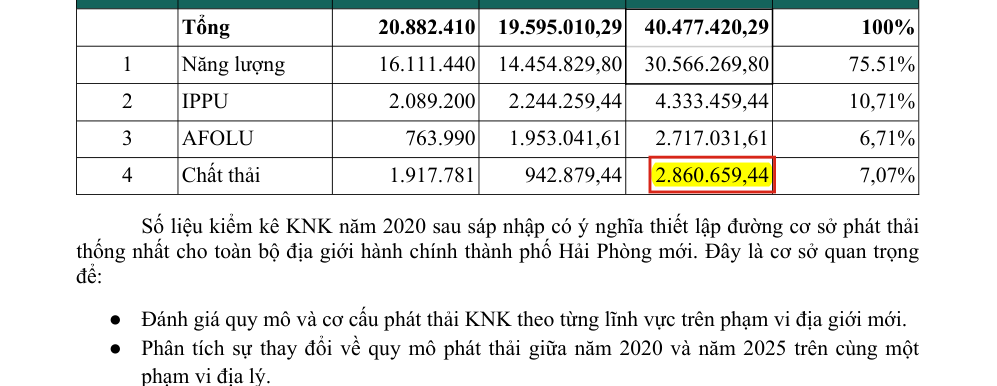 Tổng 20.882.410 19.595.010,29 40.477.420,29 100%
1 Năng lượng 16.111.440 14.454.829,80 30.566.269,80 75.51%
2 IPPU 2.089.200 2.244.259,44 4.333.459,44 10,71%
3 AFOLU 763.990 1.953.041,61 2.717.031,61 6,71%
4 Chất thải 1.917.781 942.879,44 2.860.659,44 7,07%
Số liệu kiểm kê KNK năm 2020 sau sáp nhập có ý nghĩa thiết lập đường cơ sở phát thải
thống nhất cho toàn bộ địa giới hành chính thành phố Hải Phòng mới. Đây là cơ sở quan trọng
để:
● Đánh giá quy mô và cơ cấu phát thải KNK theo từng lĩnh vực trên phạm vi địa giới mới.
● Phân tích sự thay đổi về quy mô phát thải giữa năm 2020 và năm 2025 trên cùng một
phạm vi địa lý.